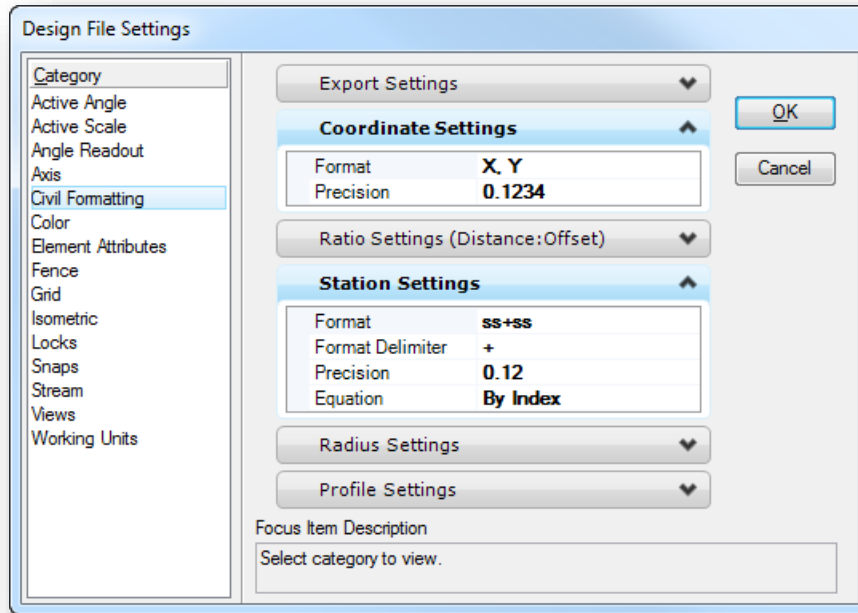 Design File Settings
Category
Active Angle
Active Scale
Angle Readout
Axis
Civil Formatting
Color
Element Attributes
Fence
Grid
Isometric
Locks
Snaps
Stream
Views
Working Units
Export Settings
Coordinate Settings
Format X, Y
Precision 0.1234
Ratio Settings (Distance:Offset)
Station Settings
Format ss+ss
Format Delimiter +
Precision 0.12
Equation By Index
Radius Settings
Profile Settings
Focus Item Description
Select category to view.
OK
Cancel